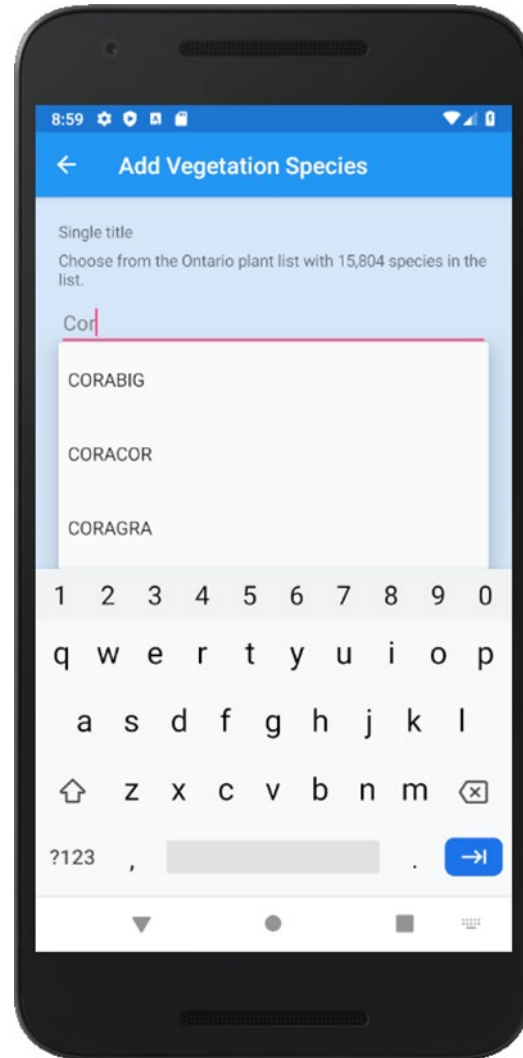 8:59
Add Vegetation Species
Single title
Choose from the Ontario plant list with 15,804 species in the
list.
Cor
CORABIG
CORACOR
CORAGRA
1 2 3 4 5 6 7 8 9 0
q w e r t y u i o p
a s d f g h j k l
z x c v b n m
?123 , .